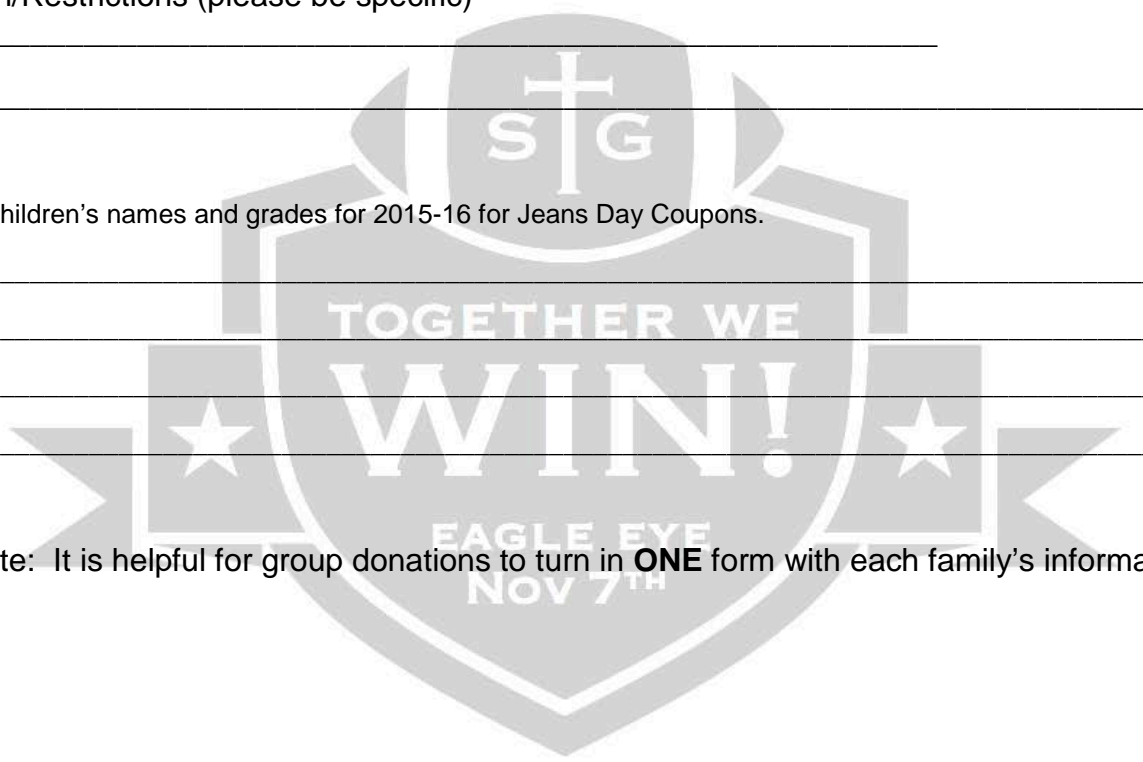 /Restrictions (please be specific)
S G
hildren's names and grades for 2015-16 for Jeans Day Coupons.
TOGETHER WE
WIN!
EAGLE EYE
te: It is helpful for group donations to turn in ONE form with each family's informa
NOV 7TH